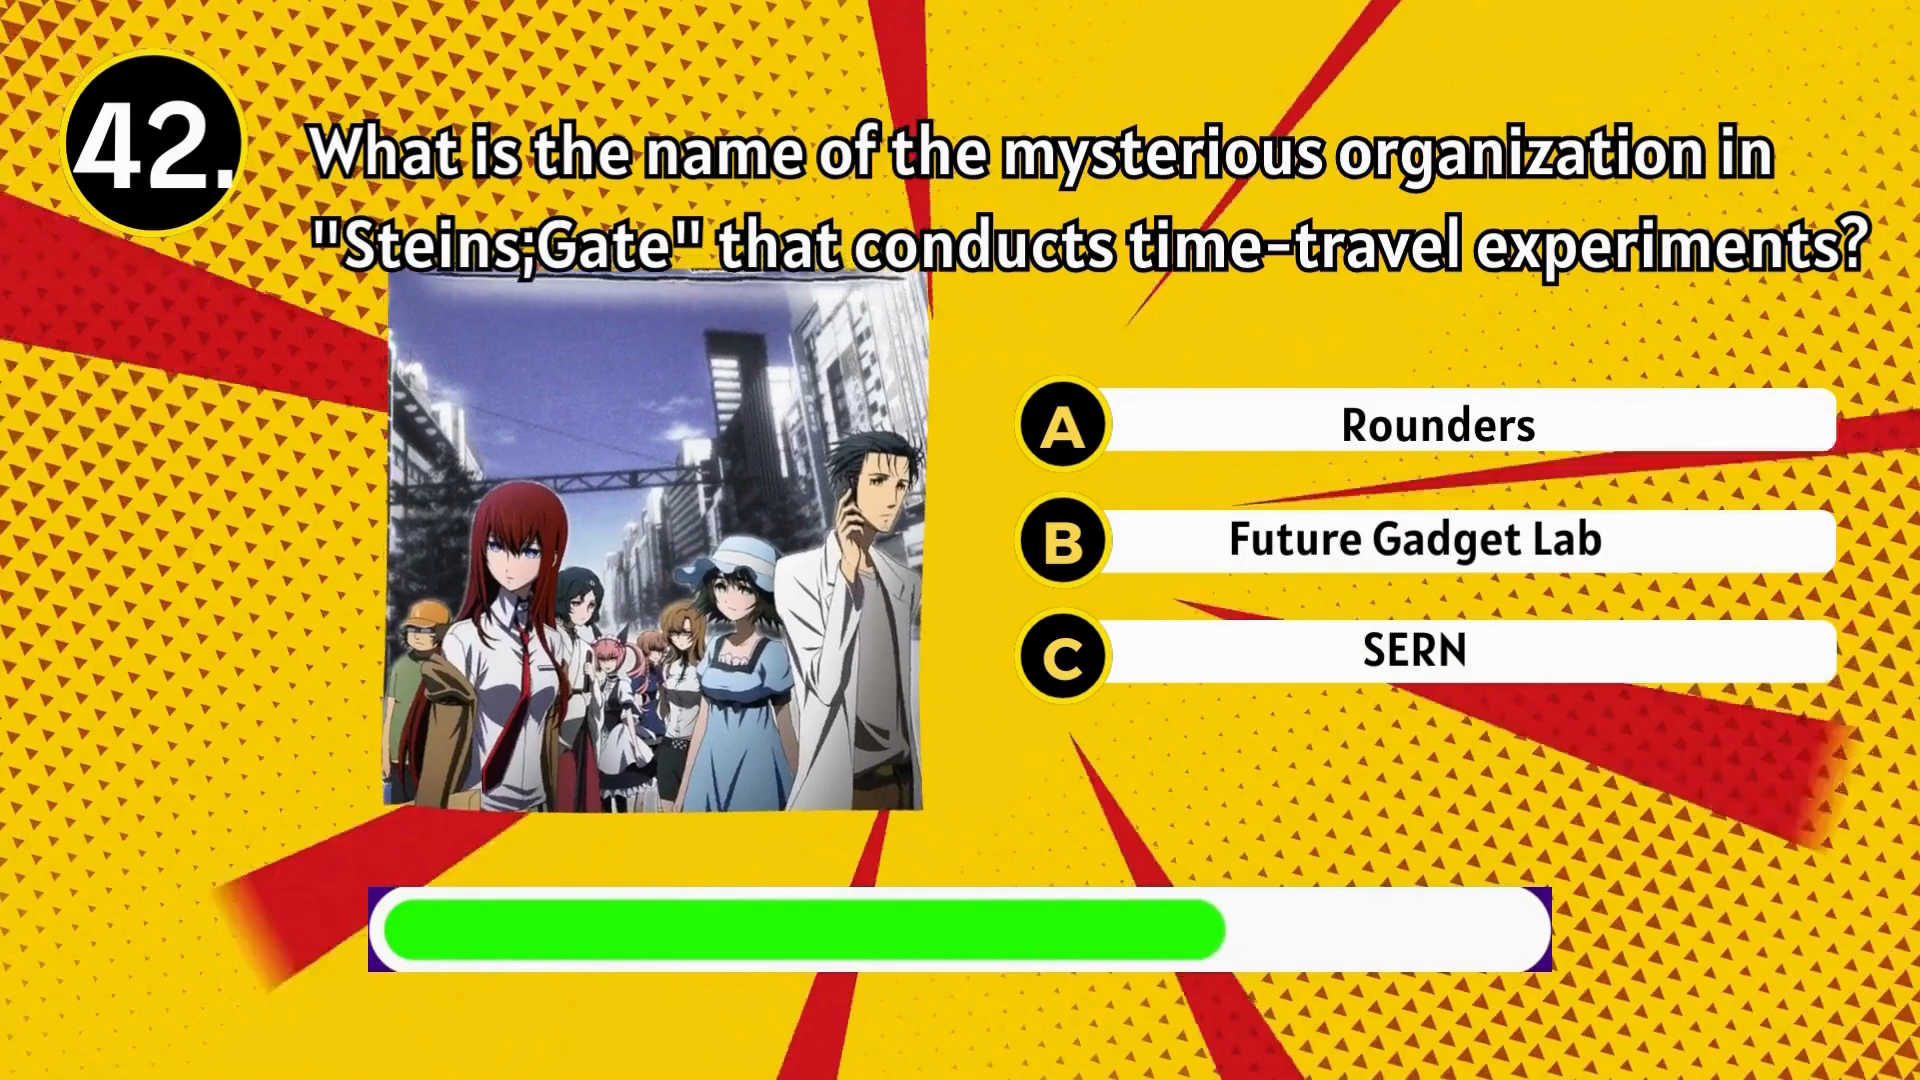 42.
What is the name of the mysterious organization in
"Steins;Gate" that conducts time-travel experiments?
A
Rounders
B
Future Gadget Lab
C
SERN